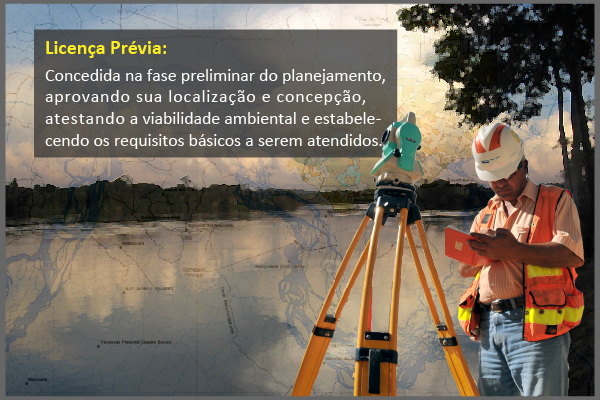 Licença Prévia:
Concedida na fase preliminar do planejamento,
aprovando sua localização e concepção,
atestando a viabilidade ambiental e estabele-
cendo os requisitos básicos a serem atendidos.